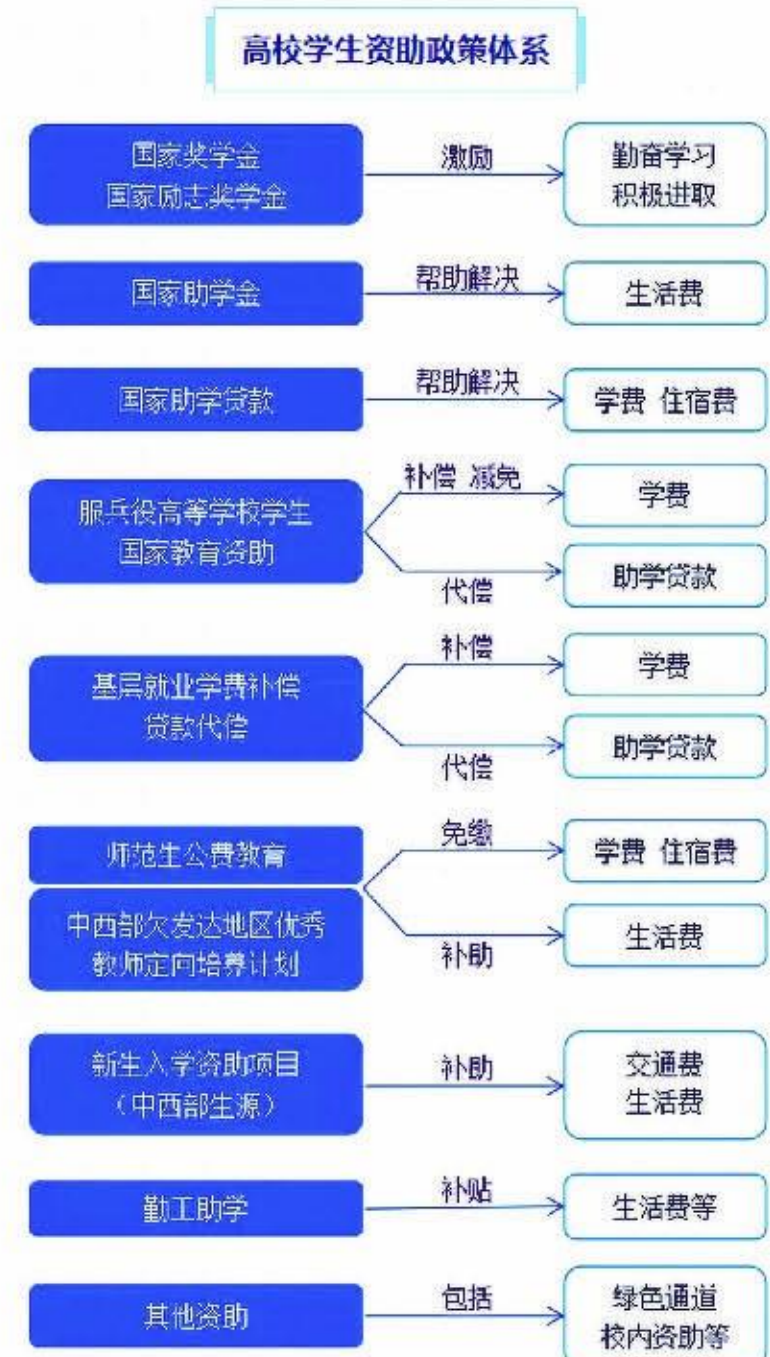 高校学生资助政策体系
国家奖学金
国家励志奖学金
激励
勤奋学习
积极进取
国家助学金
帮助解决
生活费
国家助学贷款
帮助解决
学费 住宿费
服兵役高等学校学生
国家教育资助
补偿 减免
学费
代偿
助学贷款
基层就业学费补偿
贷款代偿
补偿
学费
代偿
助学贷款
师范生公费教育
中西部欠发达地区优秀
教师定向培养计划
免缴
学费 住宿费
补助
生活费
新生入学资助项目
（中西部生源）
补助
交通费
生活费
勤工助学
补贴
生活费等
其他资助
包括
绿色通道
校内资助等